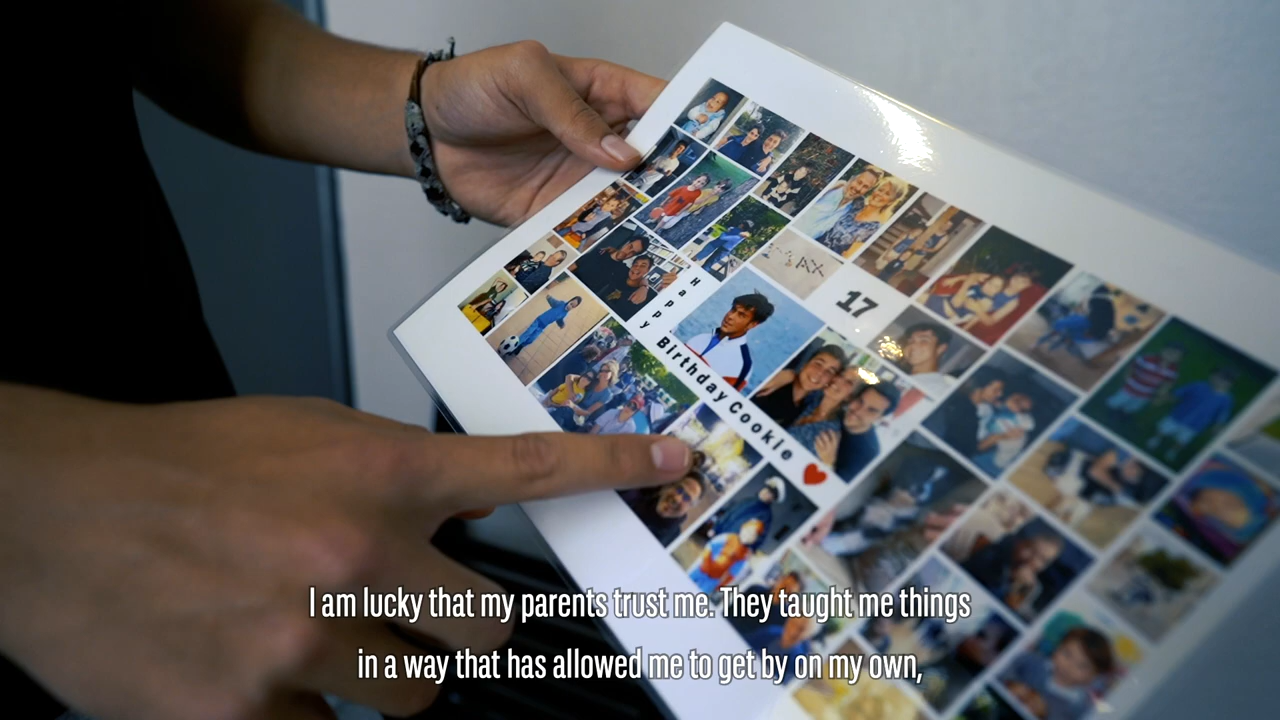 17
Happy
Birthday Cookie
I am lucky that my parents trust me. They taught me things
in a way that has allowed me to get by on my own,